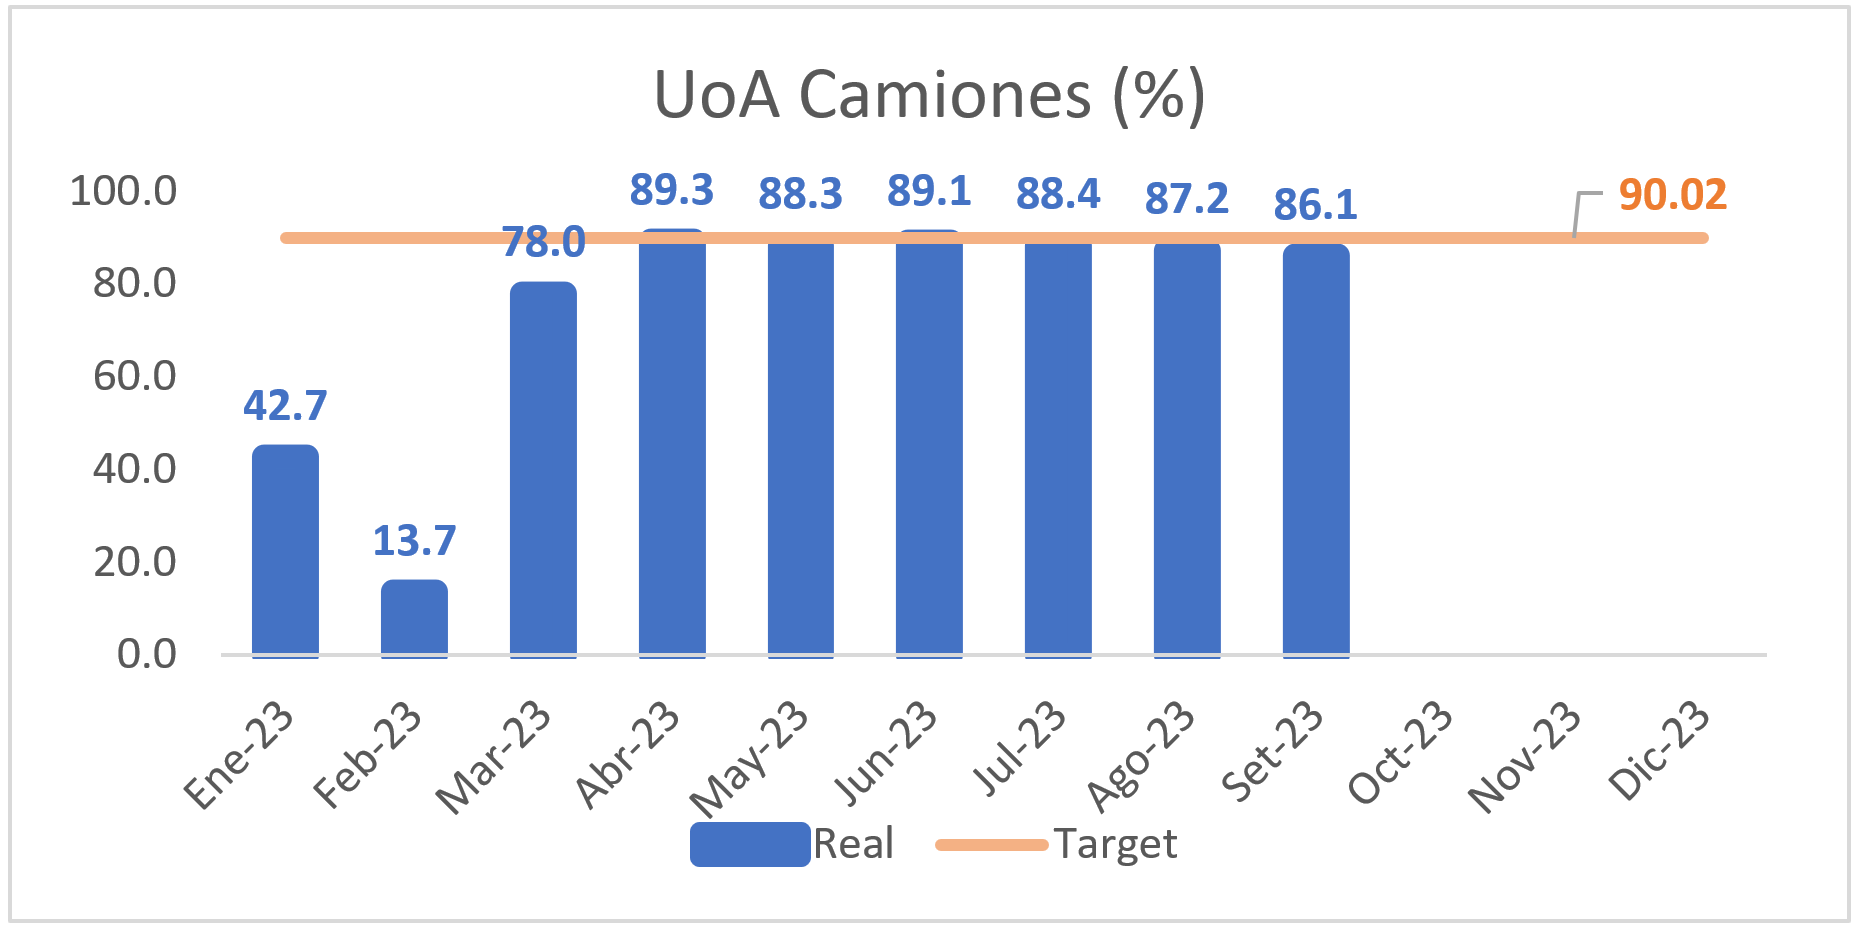 UoA Camiones (%)
100.0
80.0
60.0
40.0
20.0
0.0
42.7
13.7
78.0
89.3
88.3
89.1
88.4
87.2
86.1
90.02
Ene-23
Feb-23
Mar-23
Abr-23
May-23
Jun-23
Jul-23
Ago-23
Set-23
Oct-23
Nov-23
Dic-23
Real
Target